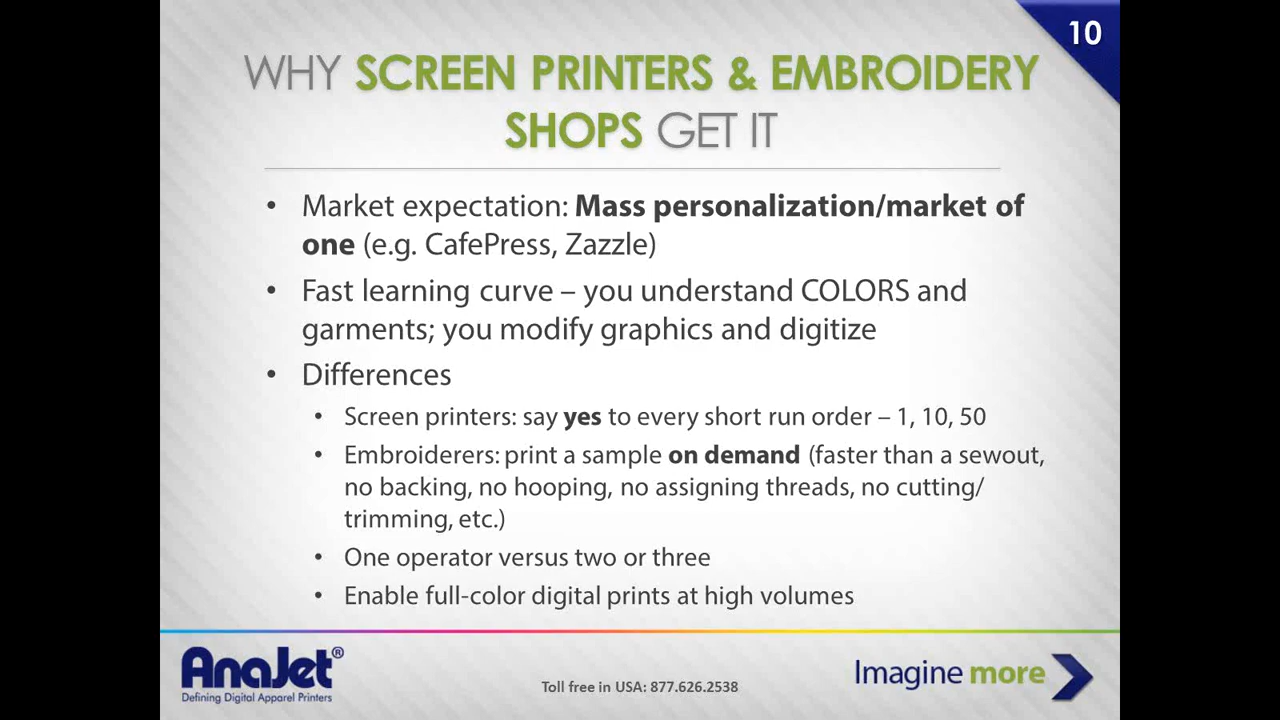 10
WHY SCREEN PRINTERS & EMBROIDERY
SHOPS GET IT
• Market expectation: Mass personalization/market of
one (e.g. CafePress, Zazzle)
• Fast learning curve – you understand COLORS and
garments; you modify graphics and digitize
• Differences
• Screen printers: say yes to every short run order – 1, 10, 50
• Embroiderers: print a sample on demand (faster than a sewout,
no backing, no hooping, no assigning threads, no cutting/
trimming, etc.)
• One operator versus two or three
• Enable full-color digital prints at high volumes
AnaJet®
Defining Digital Apparel Printers
Toll free in USA: 877.626.2538
Imagine more